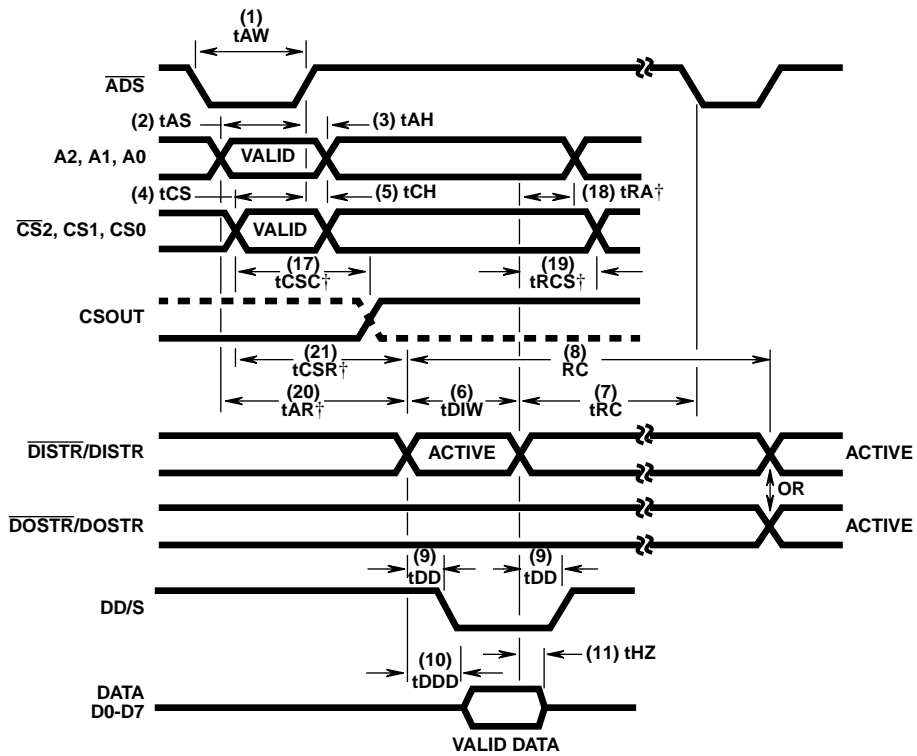 (1)
tAW
ADS
(2) tAS
(3) tAH
A2, A1, A0
VALID
(4) tCS
(5) tCH
(18) tRA†
CS2, CS1, CS0
VALID
(17)
tCSC†
(19)
tRCS†
CSOUT
(21)
tCSR†
(8)
RC
(20)
tAR†
(6)
tDIW
(7)
tRC
DISTR/DISTR
ACTIVE
ACTIVE
OR
DOSTR/DOSTR
ACTIVE
(9)
tDD
(9)
tDD
DD/S
(10)
tDDD
(11) tHZ
DATA
D0-D7
VALID DATA